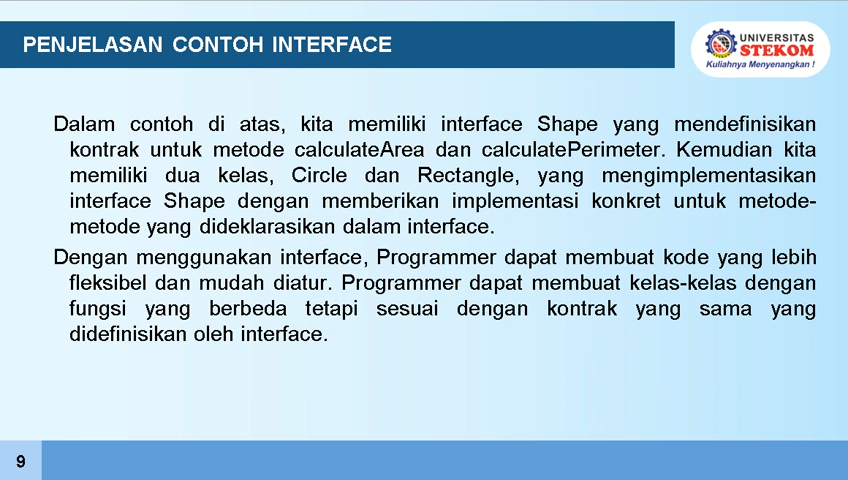 PENJELASAN CONTOH INTERFACE
UNIVERSITAS
STEKOM
Kuliahnya Menyenangkan !
Dalam contoh di atas, kita memiliki interface Shape yang mendefinisikan
kontrak untuk metode calculateArea dan calculatePerimeter. Kemudian kita
memiliki dua kelas, Circle dan Rectangle, yang mengimplementasikan
interface Shape dengan memberikan implementasi konkret untuk metode-
metode yang dideklarasikan dalam interface.
Dengan menggunakan interface, Programmer dapat membuat kode yang lebih
fleksibel dan mudah diatur. Programmer dapat membuat kelas-kelas dengan
fungsi yang berbeda tetapi sesuai dengan kontrak yang sama yang
didefinisikan oleh interface.
9